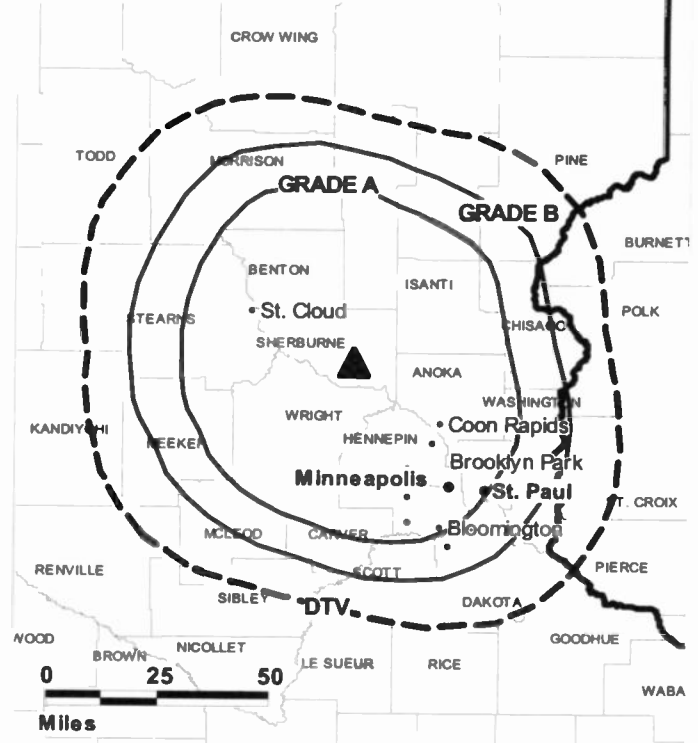 CROW WING
TODD
MORRISON
PINE
GRADE A
GRADE B
BURNETT
BENTON
ISANTI
St. Cloud
POLK
STEARNS
CHISAGO
SHERBURNE
ANOKA
WASHINGTON
WRIGHT
Coon Rapids
KANDIYOHI
HENNEPIN
MEEKER
Brooklyn Park
Minneapolis
St. Paul
ST. CROIX
Bloomington
MCLEOD
CARVER
RENVILLE
SCOTT
PIERCE
SIBLEY
DTV
DAKOTA
WOOD
NICOLLET
GOODHUE
BROWN
LE SUEUR
RICE
0 25 50
WABA
Miles